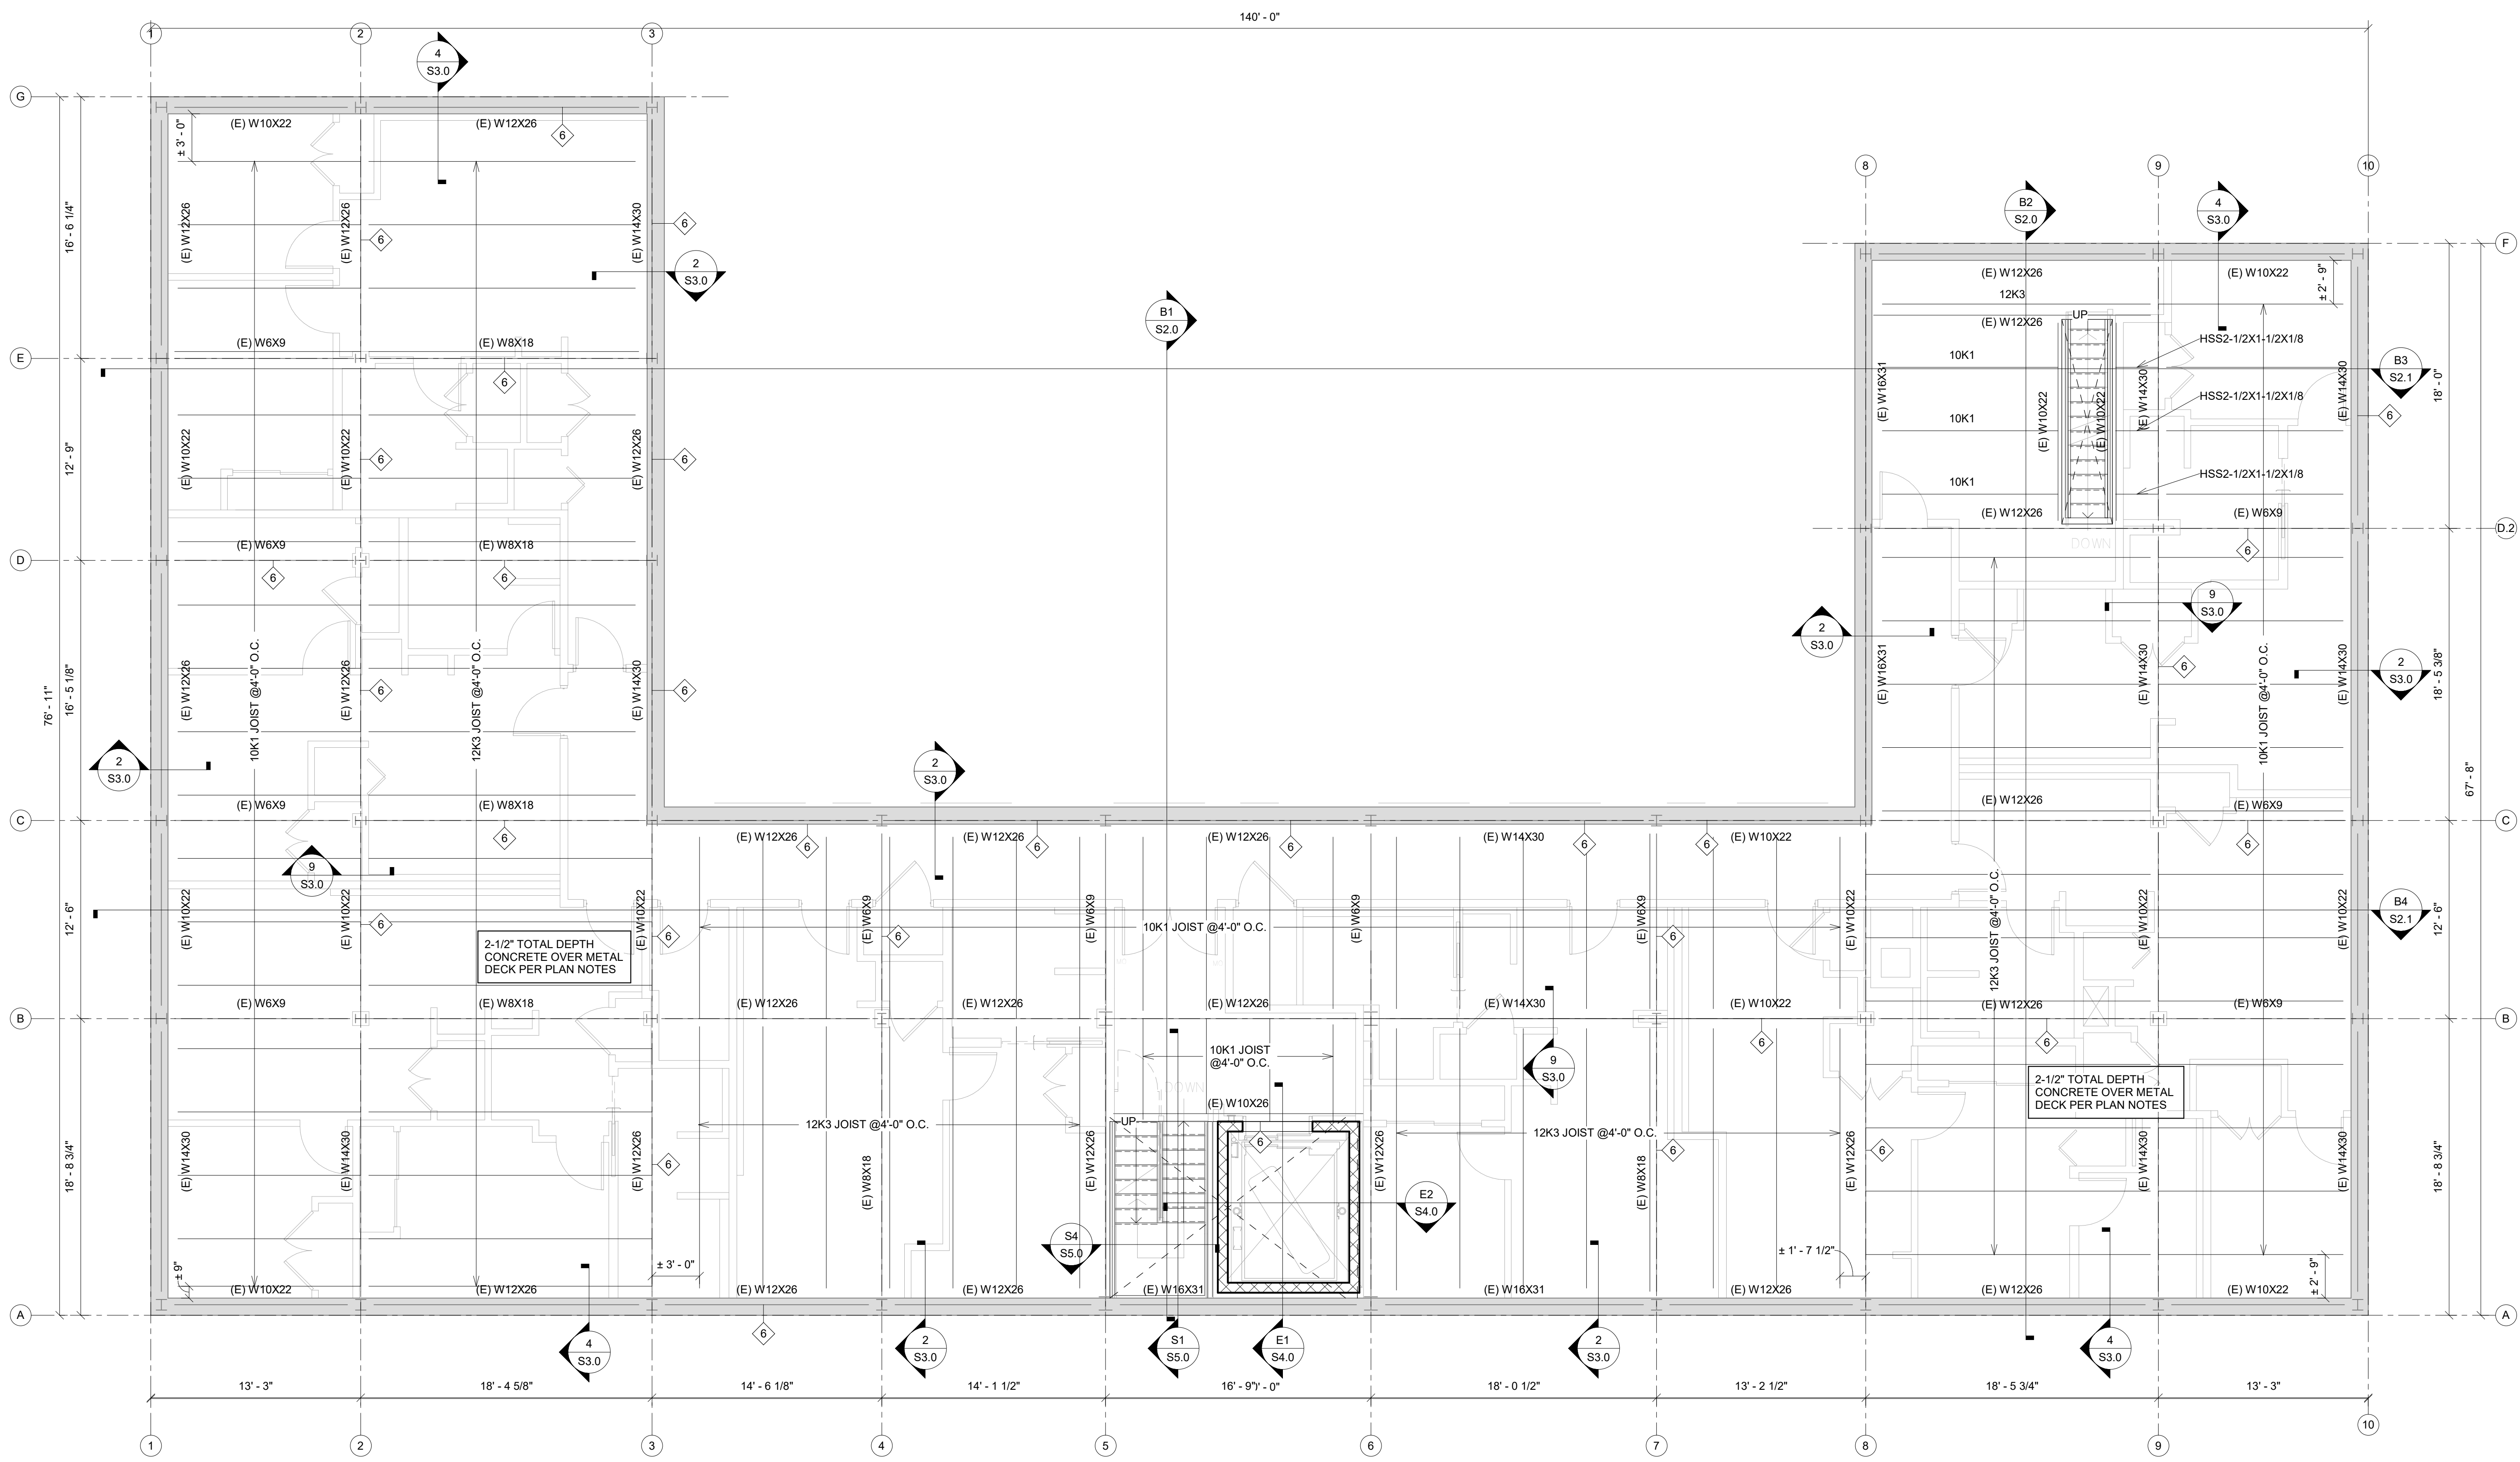 140' - 0"
1
2
3
4
S3.0
G
(E) W10X22
(E) W12X26
6
± 3' - 0"
8
9
10
16' - 6 1/4"
(E) W12X26
(E) W12X26
(E) W14X30
6
6
2
S3.0
B1
S2.0
B2
S2.0
4
S3.0
F
(E) W12X26
(E) W10X22
± 2' - 9"
12K3
(E) W12X26
UP
HSS2-1/2X1-1/2X1/8
E
(E) W6X9
(E) W8X18
6
10K1
B3
S2.1
(E) W16X31
(E) W14X30
(E) W14X30
18' - 0"
HSS2-1/2X1-1/2X1/8
(E) W10X22
(E) W10X22
10K1
6
12' - 9"
(E) W10X22
(E) W10X22
(E) W12X26
6
6
10K1
HSS2-1/2X1-1/2X1/8
(E) W12X26
(E) W6X9
D.2
DOWN
6
D
(E) W6X9
(E) W8X18
6
6
9
S3.0
2
S3.0
76' - 11"
16' - 5 1/8"
(E) W12X26
10K1 JOIST @4'-0" O.C.
(E) W12X26
6
12K3 JOIST @4'-0" O.C.
(E) W14X30
6
(E) W16X31
(E) W14X30
6
10K1 JOIST @4'-0" O.C.
(E) W14X30
2
S3.0
18' - 5 3/8"
67' - 8"
2
S3.0
2
S3.0
C
(E) W6X9
(E) W8X18
6
(E) W12X26
6
(E) W12X26
6
(E) W12X26
6
(E) W14X30
6
6
(E) W10X22
(E) W12X26
(E) W6X9
6
C
9
S3.0
12' - 6"
(E) W10X22
(E) W10X22
6
(E) W10X22
6
(E) W6X9
6
(E) W6X9
10K1 JOIST @4'-0" O.C.
(E) W6X9
(E) W6X9
6
(E) W10X22
12K3 JOIST @4'-0" O.C.
(E) W10X22
(E) W10X22
B4
S2.1
12' - 6"
2-1/2" TOTAL DEPTH
CONCRETE OVER METAL
DECK PER PLAN NOTES
B
(E) W6X9
(E) W8X18
(E) W12X26
(E) W12X26
(E) W12X26
(E) W14X30
(E) W10X22
6
(E) W12X26
6
(E) W6X9
B
10K1 JOIST
@4'-0" O.C.
9
S3.0
DOWN
2-1/2" TOTAL DEPTH
CONCRETE OVER METAL
DECK PER PLAN NOTES
(E) W10X26
UP
6
12K3 JOIST @4'-0" O.C.
12K3 JOIST @4'-0" O.C.
18' - 8 3/4"
(E) W14X30
(E) W14X30
(E) W12X26
6
(E) W8X18
(E) W12X26
(E) W12X26
(E) W8X18
6
(E) W12X26
6
(E) W14X30
(E) W14X30
18' - 8 3/4"
E2
S4.0
S4
S5.0
± 9"
± 3' - 0"
± 1' - 7 1/2"
± 2' - 9"
(E) W10X22
(E) W12X26
(E) W12X26
(E) W12X26
(E) W16X31
(E) W16X31
(E) W12X26
(E) W12X26
(E) W10X22
A
6
A
4
S3.0
2
S3.0
S1
S5.0
E1
S4.0
2
S3.0
4
S3.0
13' - 3"
18' - 4 5/8"
14' - 6 1/8"
14' - 1 1/2"
16' - 9"
18' - 0 1/2"
13' - 2 1/2"
18' - 5 3/4"
13' - 3"
1
2
3
4
5
6
7
8
9
10